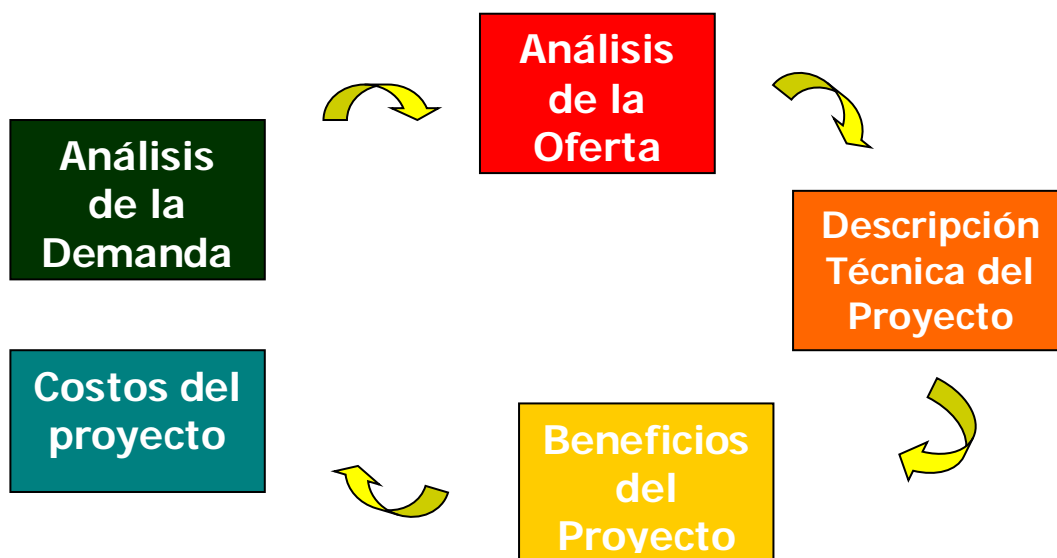 Análisis
de la
Demanda
Análisis
de la
Oferta
Descripción
Técnica del
Proyecto
Beneficios
del
Proyecto
Costos del
proyecto